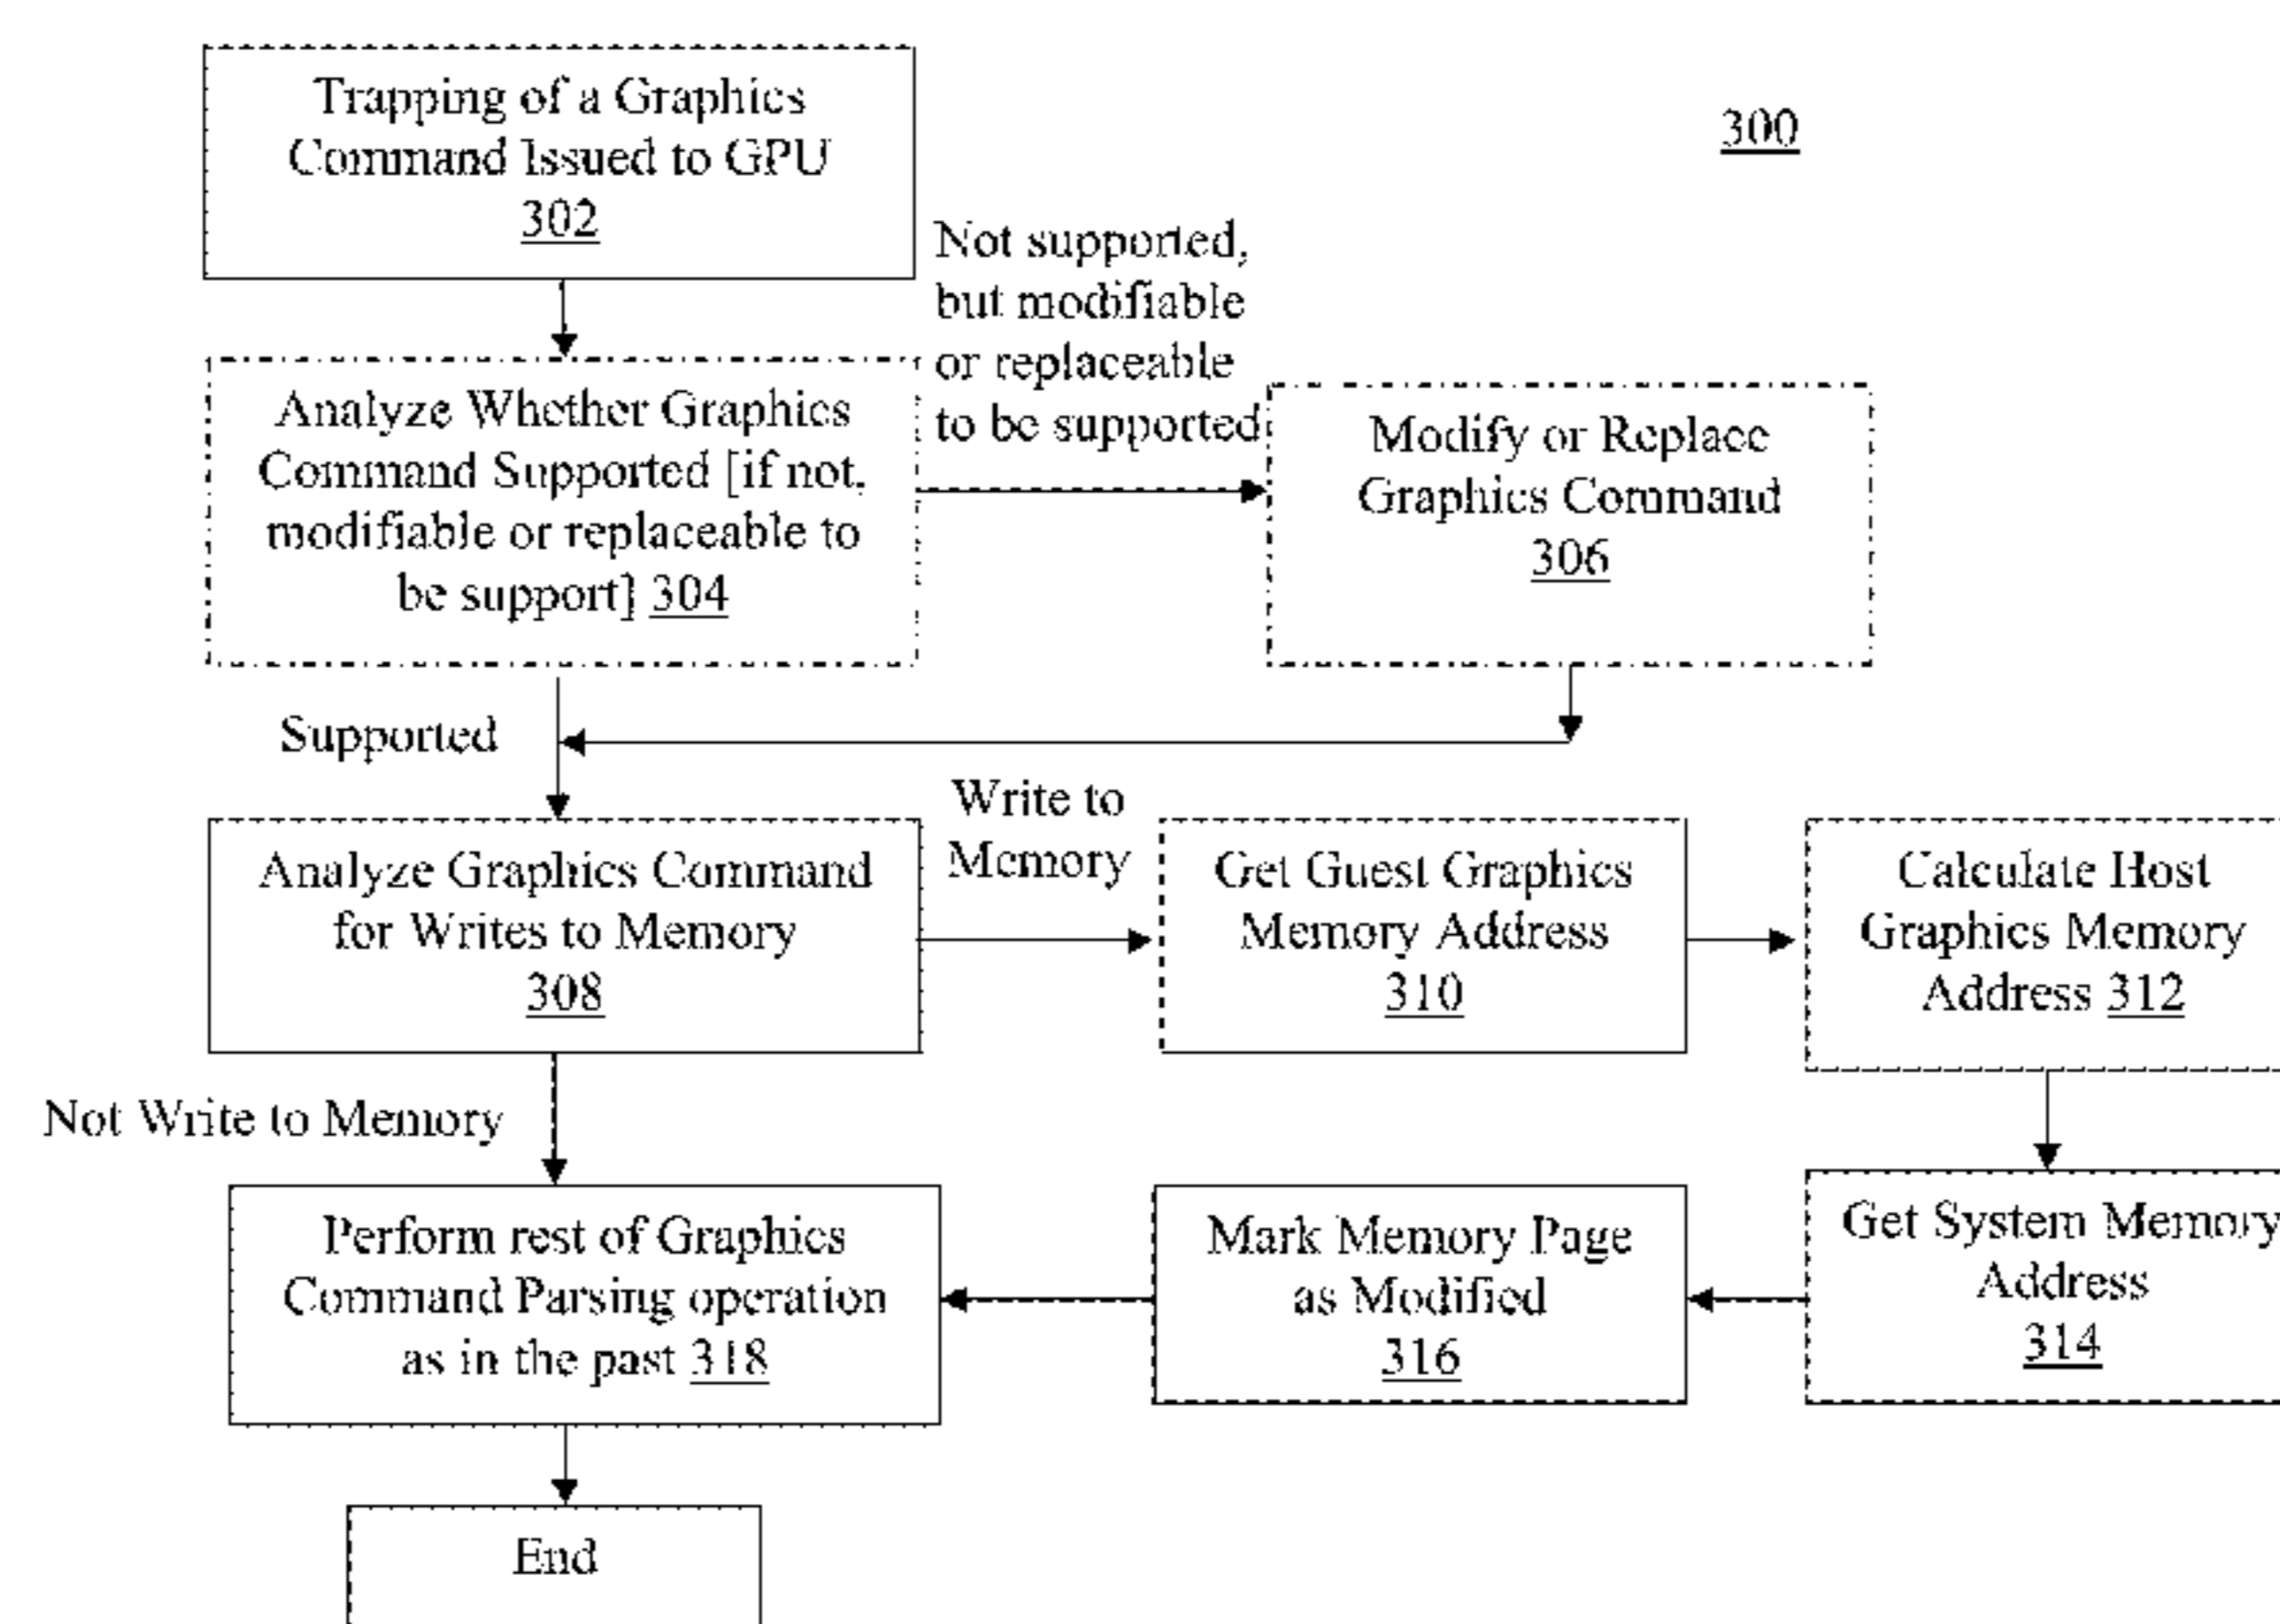 Trapping of a Graphics
Command Issued to GPU
302
300
Not supported,
but modifiable
or replaceable
to be supported
Analyze Whether Graphics
Command Supported [if not,
modifiable or replaceable to
be support] 304
Modify or Replace
Graphics Command
306
Supported
Write to
Memory
Analyze Graphics Command
for Writes to Memory
308
Get Guest Graphics
Memory Address
310
Calculate Host
Graphics Memory
Address 312
Not Write to Memory
Perform rest of Graphics
Command Parsing operation
as in the past 318
Mark Memory Page
as Modified
316
Get System Memory
Address
314
End